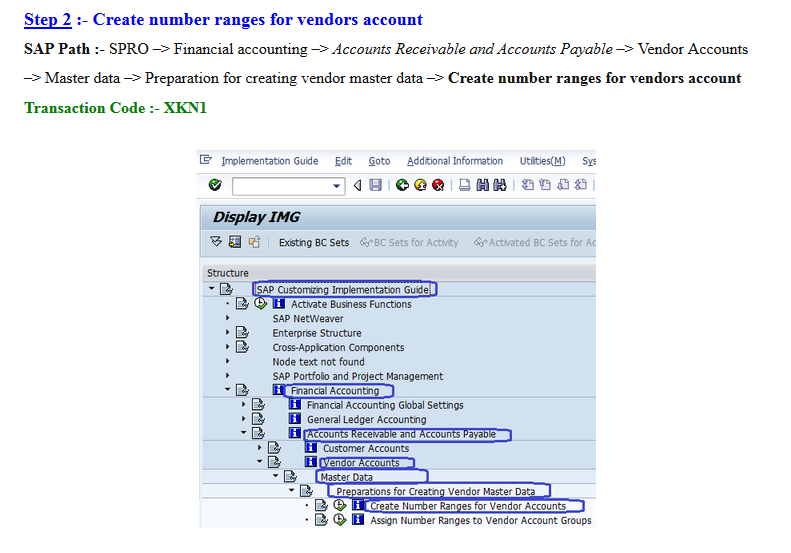 Step 2 :- Create number ranges for vendors account
SAP Path :- SPRO –> Financial accounting –> Accounts Receivable and Accounts Payable –> Vendor Accounts
–> Master data –> Preparation for creating vendor master data –> Create number ranges for vendors account
Transaction Code :- XKN1
Implementation Guide Edit Goto Additional Information Utilities(M) Sys
Display IMG
Existing BC Sets BC Sets for Activity Activated BC Sets for Ac
Structure
SAP Customizing Implementation Guide
Activate Business Functions
SAP NetWeaver
Enterprise Structure
Cross-Application Components
Node text not found
SAP Portfolio and Project Management
Financial Accounting
Financial Accounting Global Settings
General Ledger Accounting
Accounts Receivable and Accounts Payable
Customer Accounts
Vendor Accounts
Master Data
Preparations for Creating Vendor Master Data
Create Number Ranges for Vendor Accounts
Assign Number Ranges to Vendor Account Groups